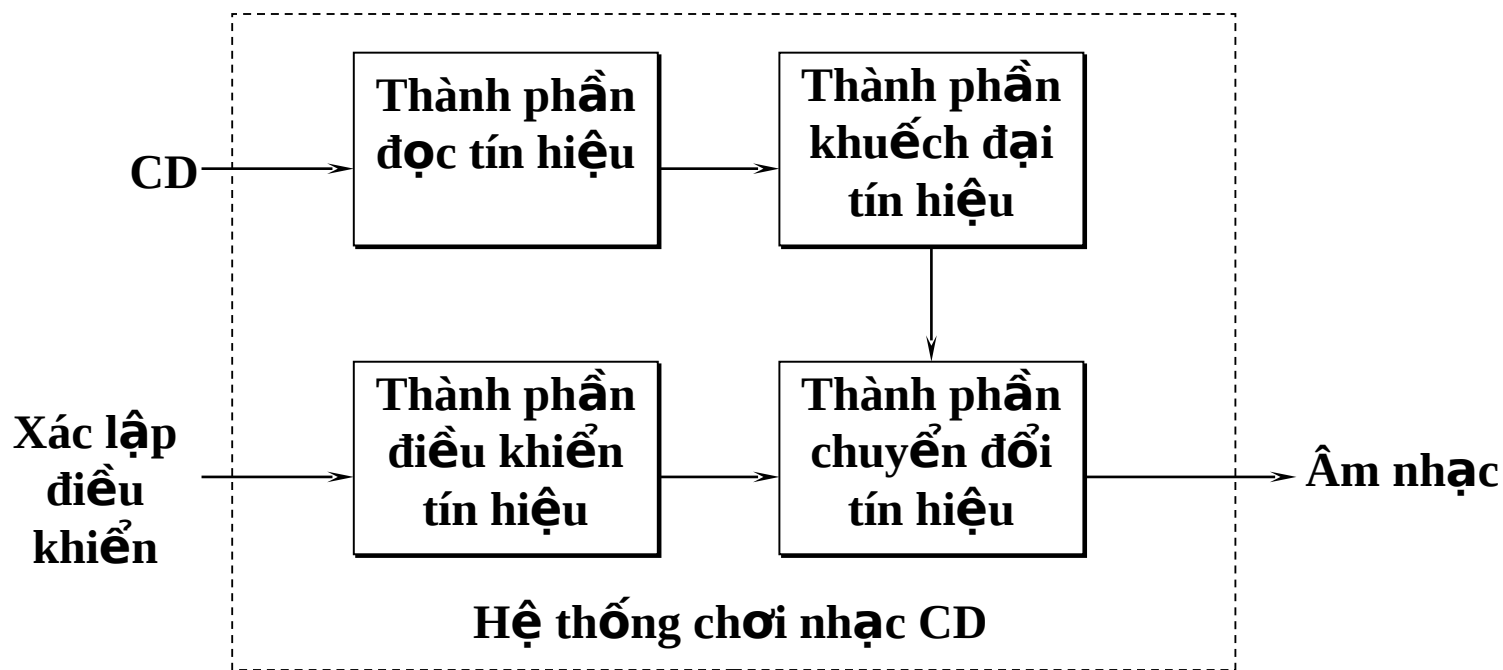 Thành phần
đọc tín hiệu
Thành phần
khuếch đại
tín hiệu
CD
Thành phần
điều khiển
tín hiệu
Thành phần
chuyển đổi
tín hiệu
Xác lập
điều
khiển
Âm nhạc
Hệ thống chơi nhạc CD